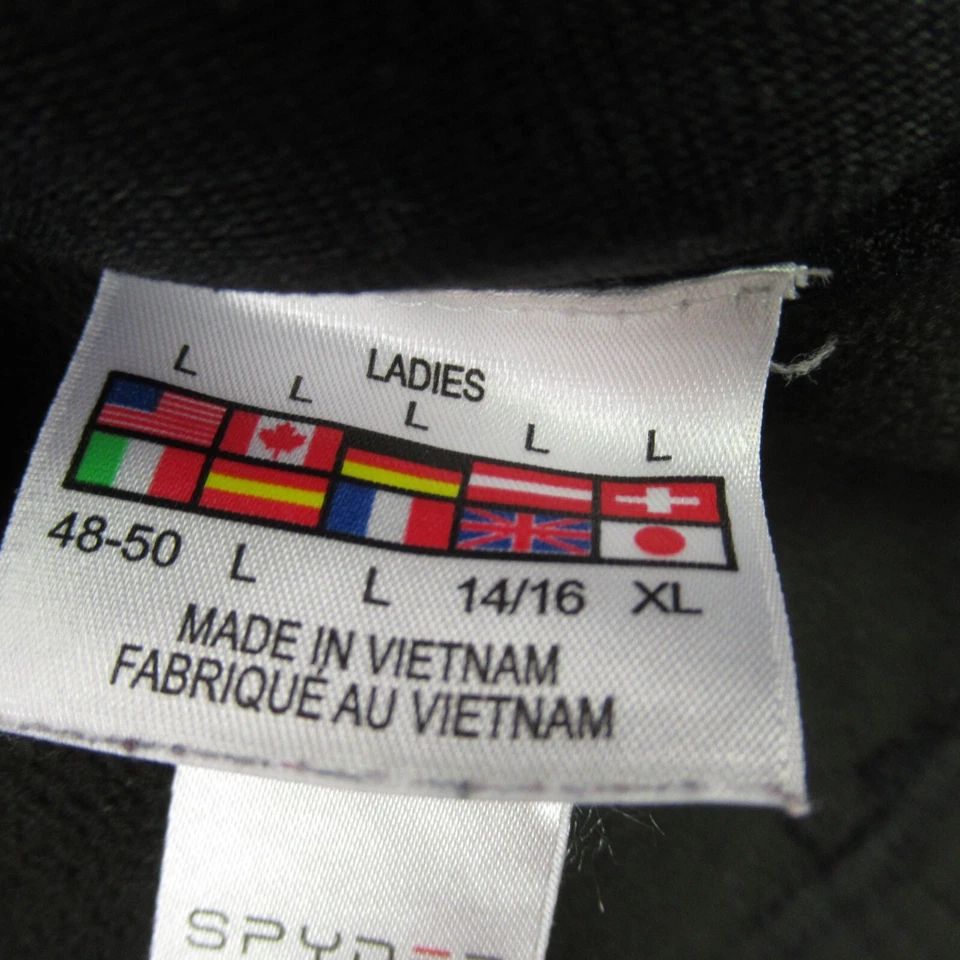 LADIES
L L L L L
48-50 L L 14/16 XL
MADE IN VIETNAM
FABRIQUÉ AU VIETNAM